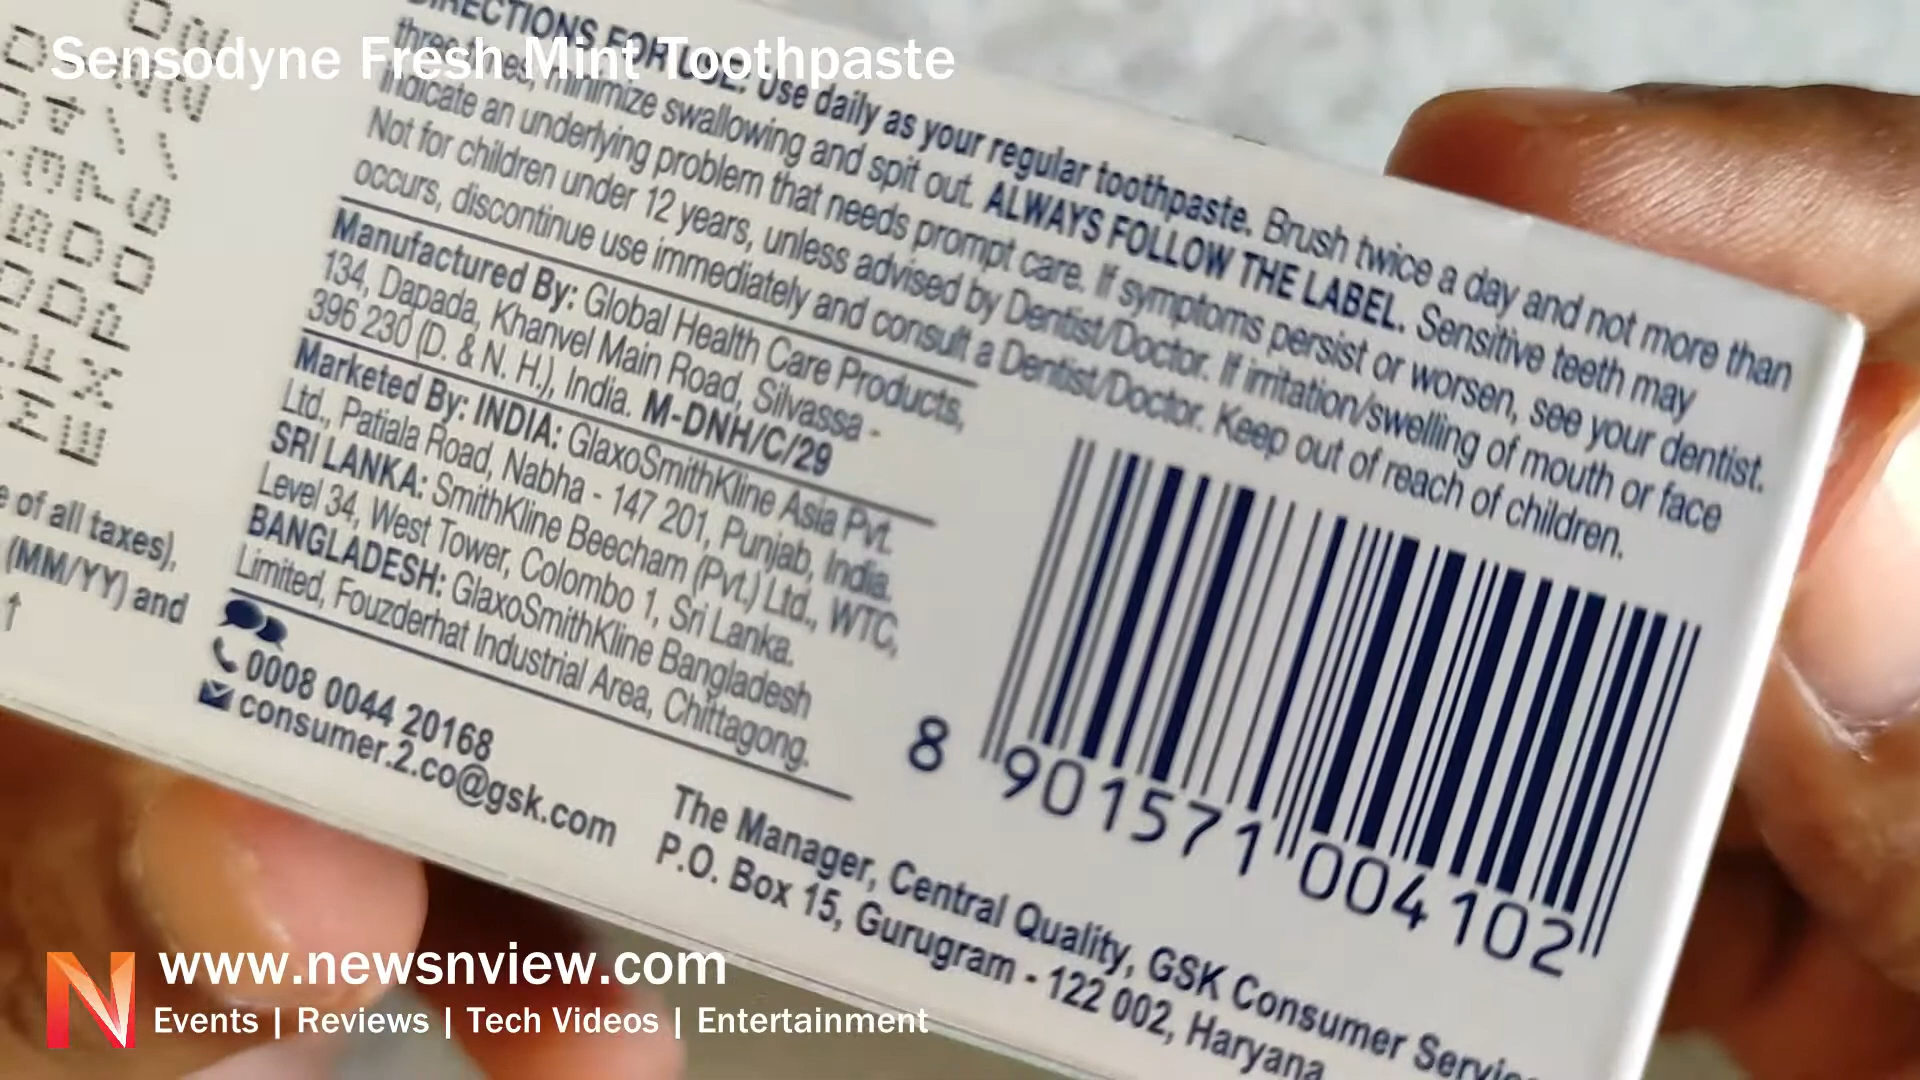 Sensodyne Fresh Mint Toothpaste
DIRECTIONS FOR USE: Use daily as your regular toothpaste. Brush twice a day and not more than
three times, minimize swallowing and spit out. ALWAYS FOLLOW THE LABEL. Sensitive teeth may
indicate an underlying problem that needs prompt care. If symptoms persist or worsen, see your dentist.
Not for children under 12 years, unless advised by Dentist/Doctor. If irritation/swelling of mouth or face
occurs, discontinue use immediately and consult a Dentist/Doctor. Keep out of reach of children.
Manufactured By: Global Health Care Products,
134, Dapada, Khanvel Main Road, Silvassa -
396 230 (D. & N. H.), India. M-DNH/C/29
Marketed By: INDIA: GlaxoSmithKline Asia Pvt.
Ltd., Patiala Road, Nabha - 147 201, Punjab, India.
SRI LANKA: SmithKline Beecham (Pvt.) Ltd., WTC,
Level 34, West Tower, Colombo 1, Sri Lanka.
BANGLADESH: GlaxoSmithKline Bangladesh
Limited, Fouzderhat Industrial Area, Chittagong.
0008 0044 20168
consumer.2.co@gsk.com
The Manager, Central Quality, GSK Consumer
P.O. Box 15, Gurugram - 122 002, Haryana
8 901571 004102
of all taxes),
(MM/YY) and
www.newsnview.com
Events | Reviews | Tech Videos | Entertainment